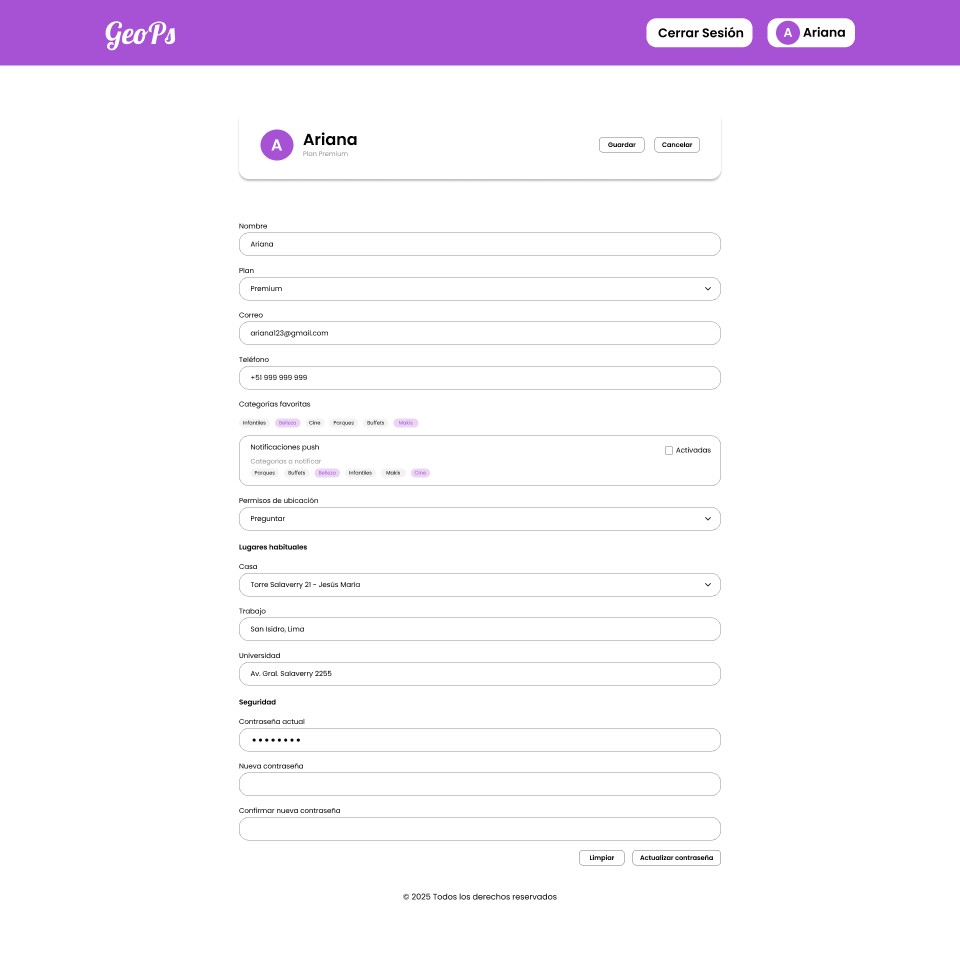 GeoPs
Cerrar Sesión
A Ariana
A
Ariana
Plan Premium
Guardar Cancelar
Nombre
Ariana
Plan
Premium
Correo
ariana123@gmail.com
Teléfono
+51 999 999 999
Categorías favoritas
Infantiles Belleza Cine Parques Buffets Makis
Notificaciones push
Activadas
Categorías a notificar
Parques Buffets Belleza Infantiles Makis Cine
Permisos de ubicación
Preguntar
Lugares habituales
Casa
Torre Salaverry 21 - Jesús María
Trabajo
San Isidro, Lima
Universidad
Av. Gral. Salaverry 2255
Seguridad
Contraseña actual
••••••••
Nueva contraseña
Confirmar nueva contraseña
Limpiar Actualizar contraseña
© 2025 Todos los derechos reservados